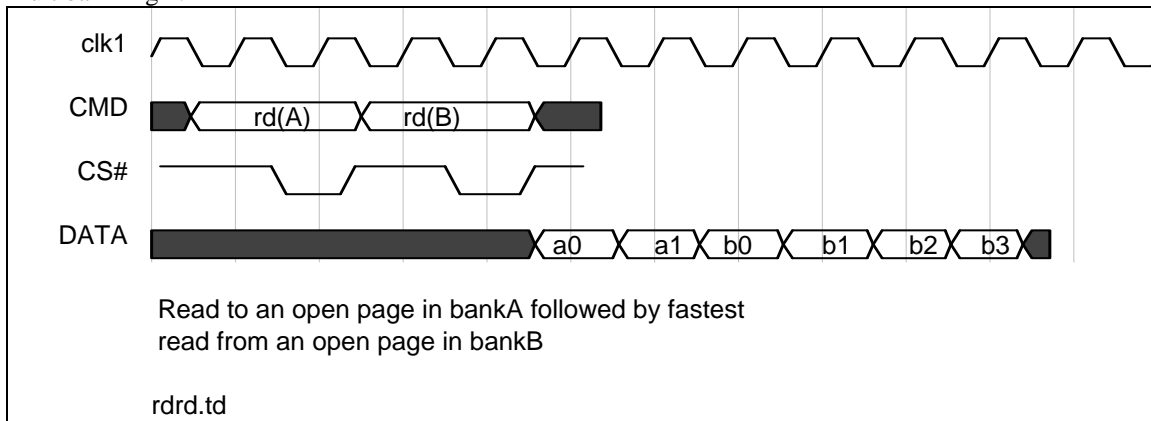 clk1
CMD rd(A) rd(B)
CS#
DATA a0 a1 b0 b1 b2 b3
Read to an open page in bankA followed by fastest
read from an open page in bankB
rdrd.td